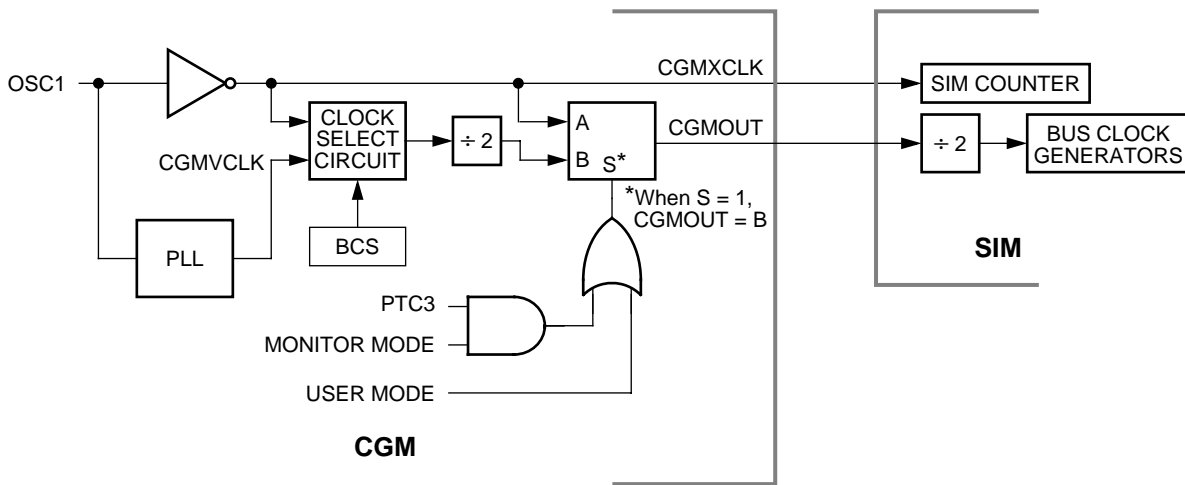 OSC1
CGMXCLK
SIM COUNTER
CLOCK
SELECT
CIRCUIT
÷ 2
A
B
S*
CGMOUT
÷ 2
BUS CLOCK
GENERATORS
CGMVCLK
*When S = 1,
CGMOUT = B
PLL
BCS
SIM
PTC3
MONITOR MODE
USER MODE
CGM